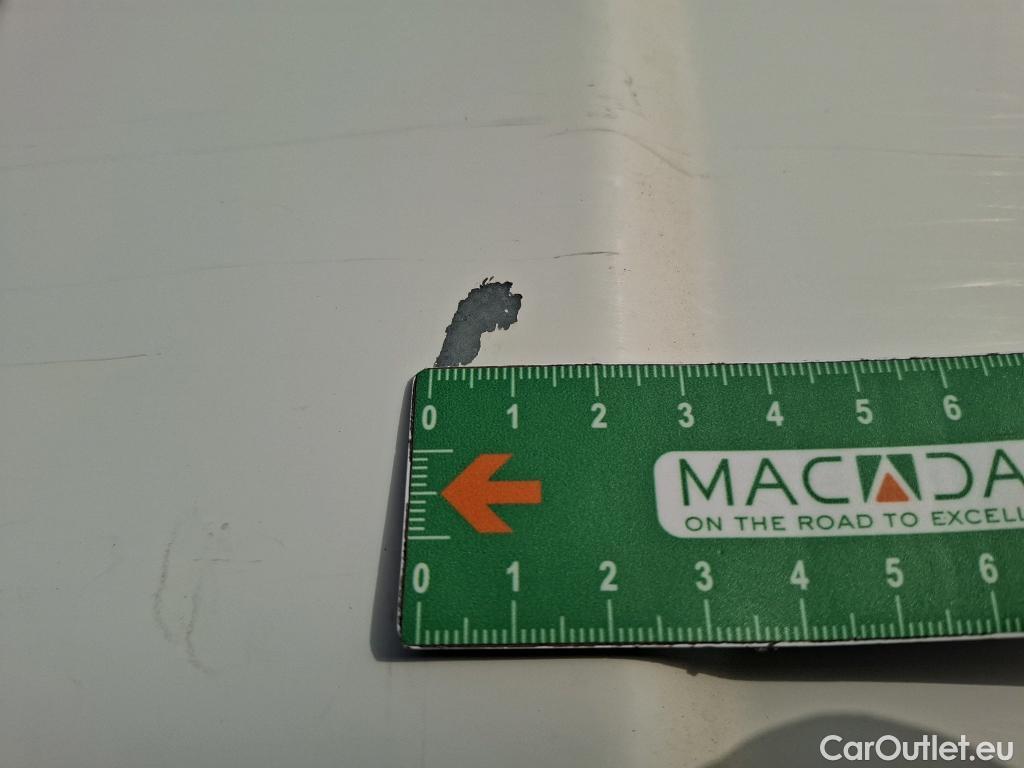 0 1 2 3 4 5 6
MACADA
ON THE ROAD TO EXCELL
0 1 2 3 4 5 6
CarOutlet.eu